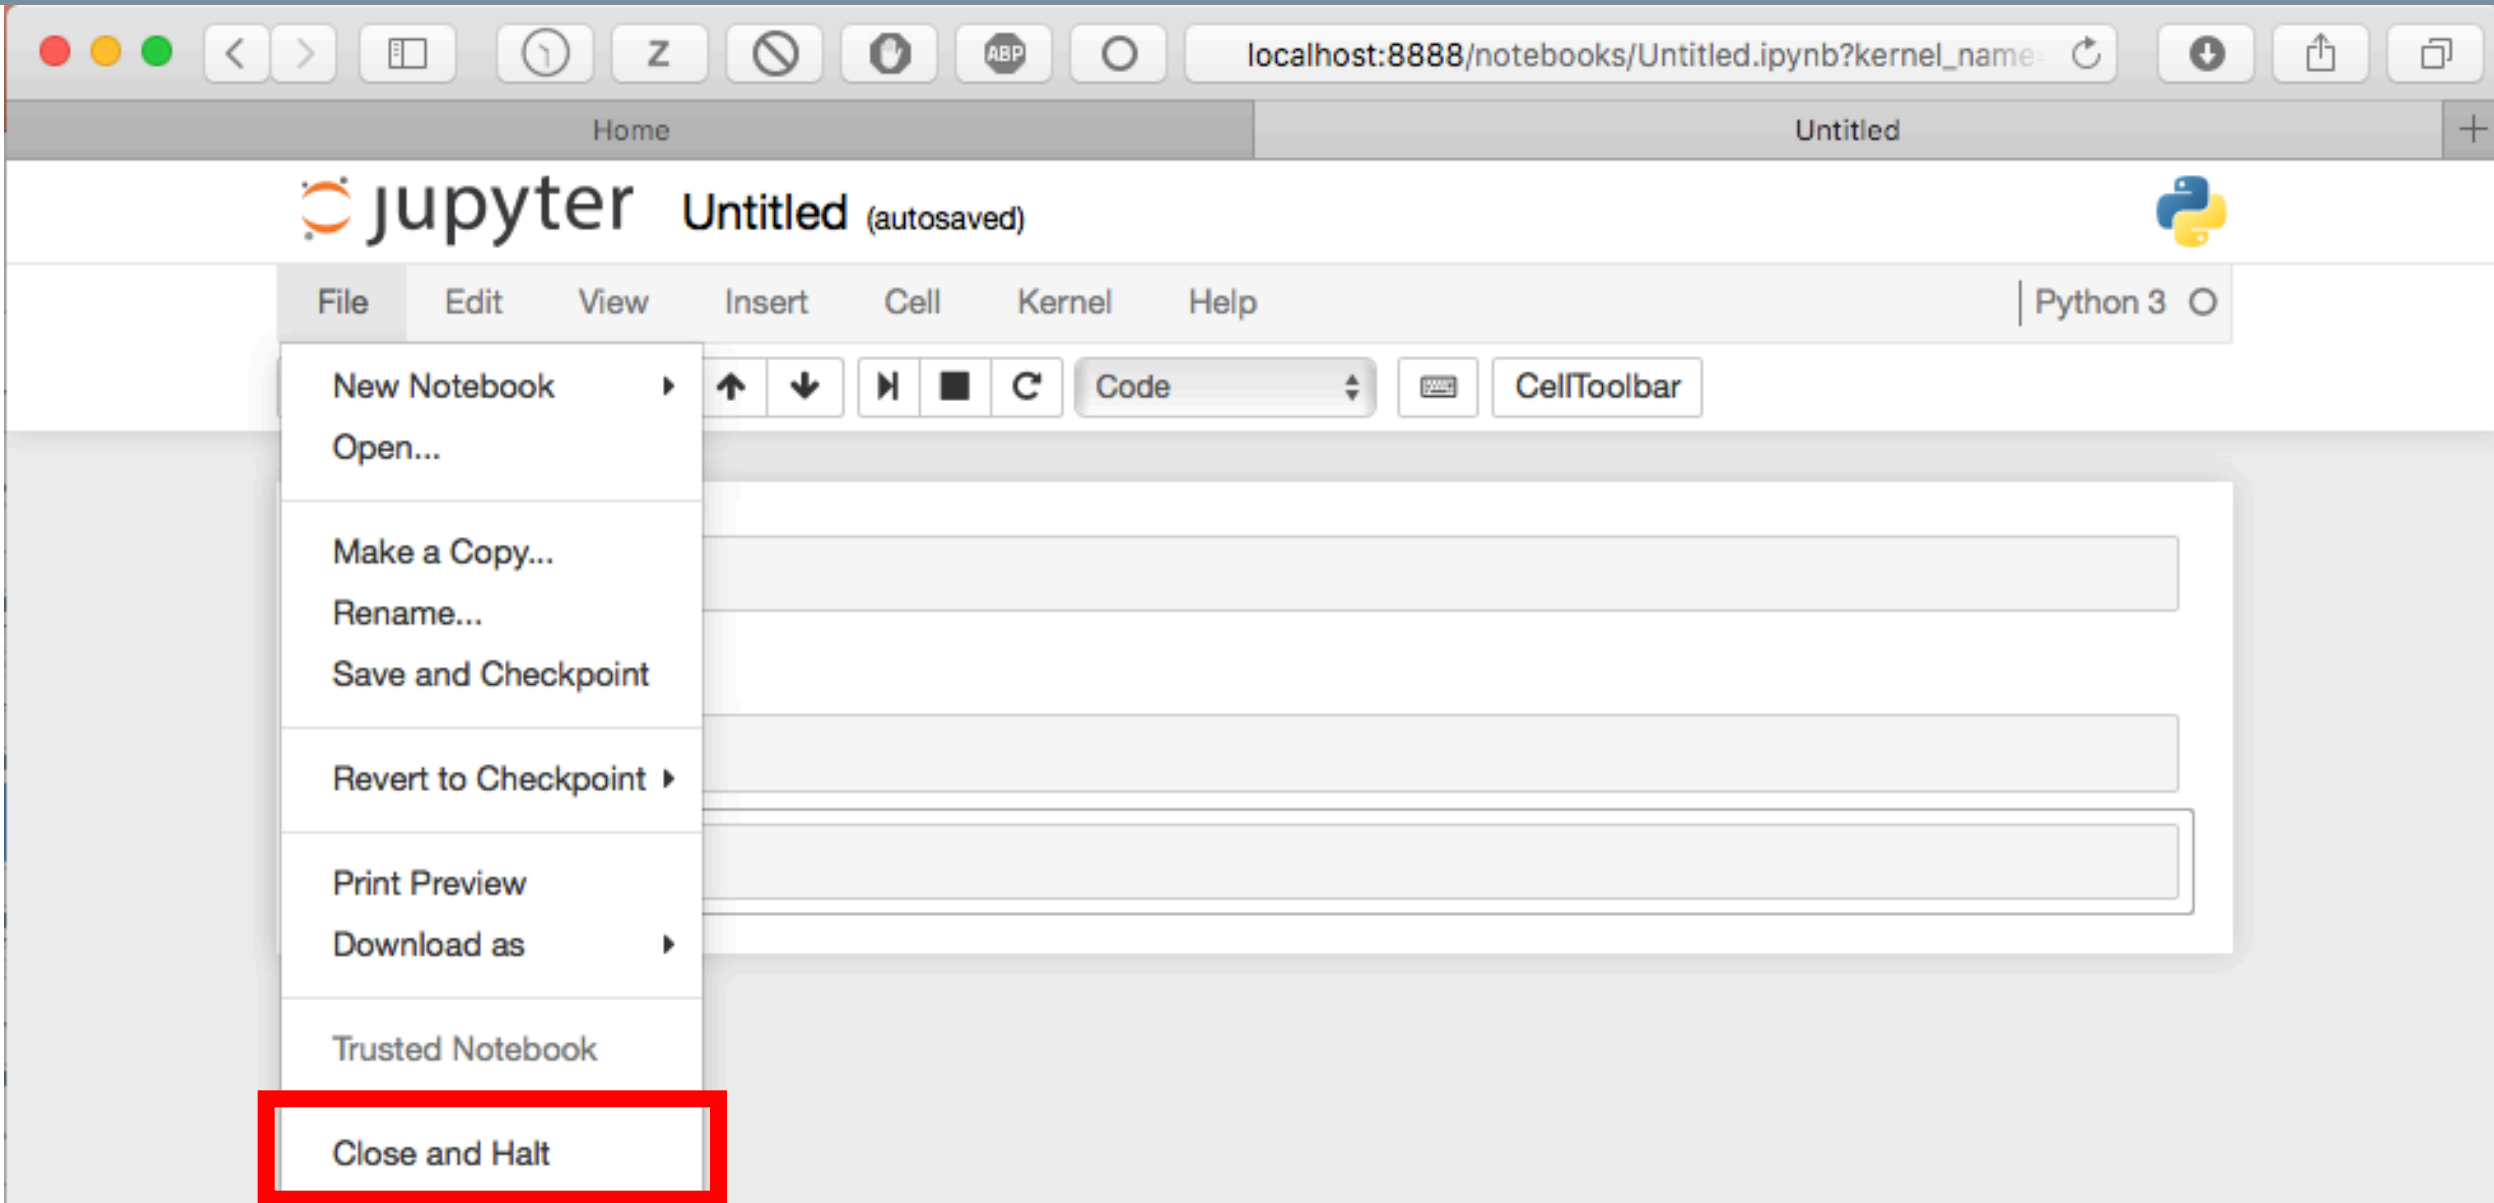 Z
ABP
localhost:8888/notebooks/Untitled.ipynb?kernel_name
Home
Untitled
jupyter Untitled (autosaved)
File Edit View Insert Cell Kernel Help Python 3
New Notebook
Code
CellToolbar
Open...
Make a Copy...
Rename...
Save and Checkpoint
Revert to Checkpoint
Print Preview
Download as
Trusted Notebook
Close and Halt